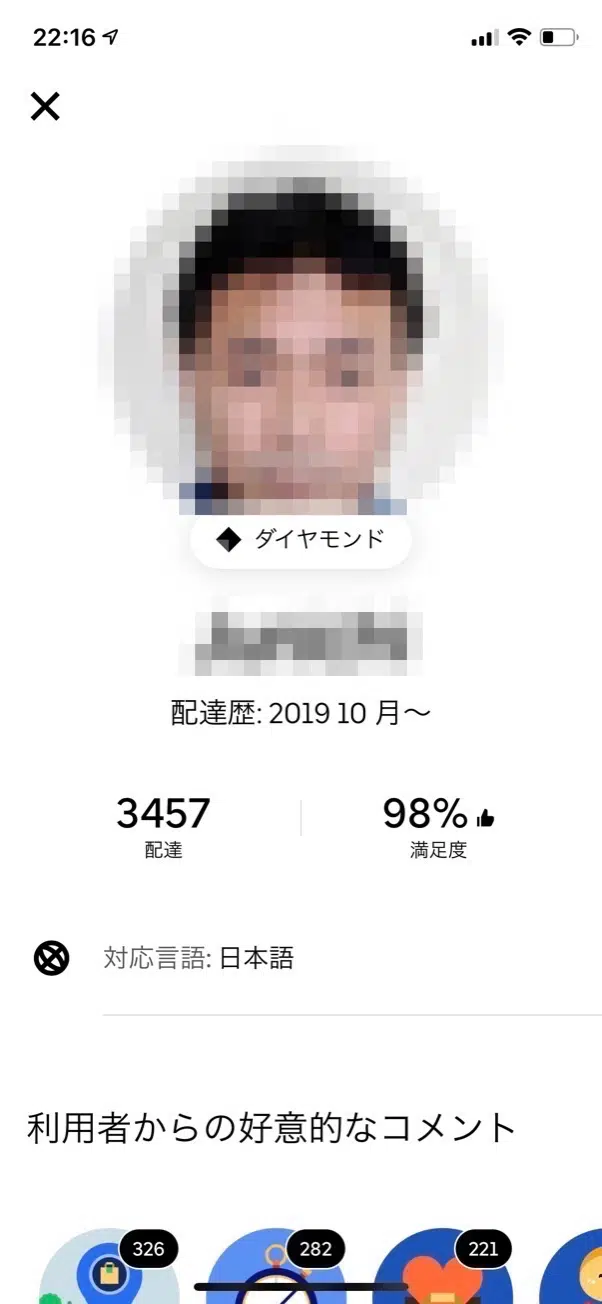 22:16
ダイヤモンド
配達歴: 2019 10 月〜
3457
配達
98%
満足度
対応言語: 日本語
利用者からの好意的なコメント
326
282
221